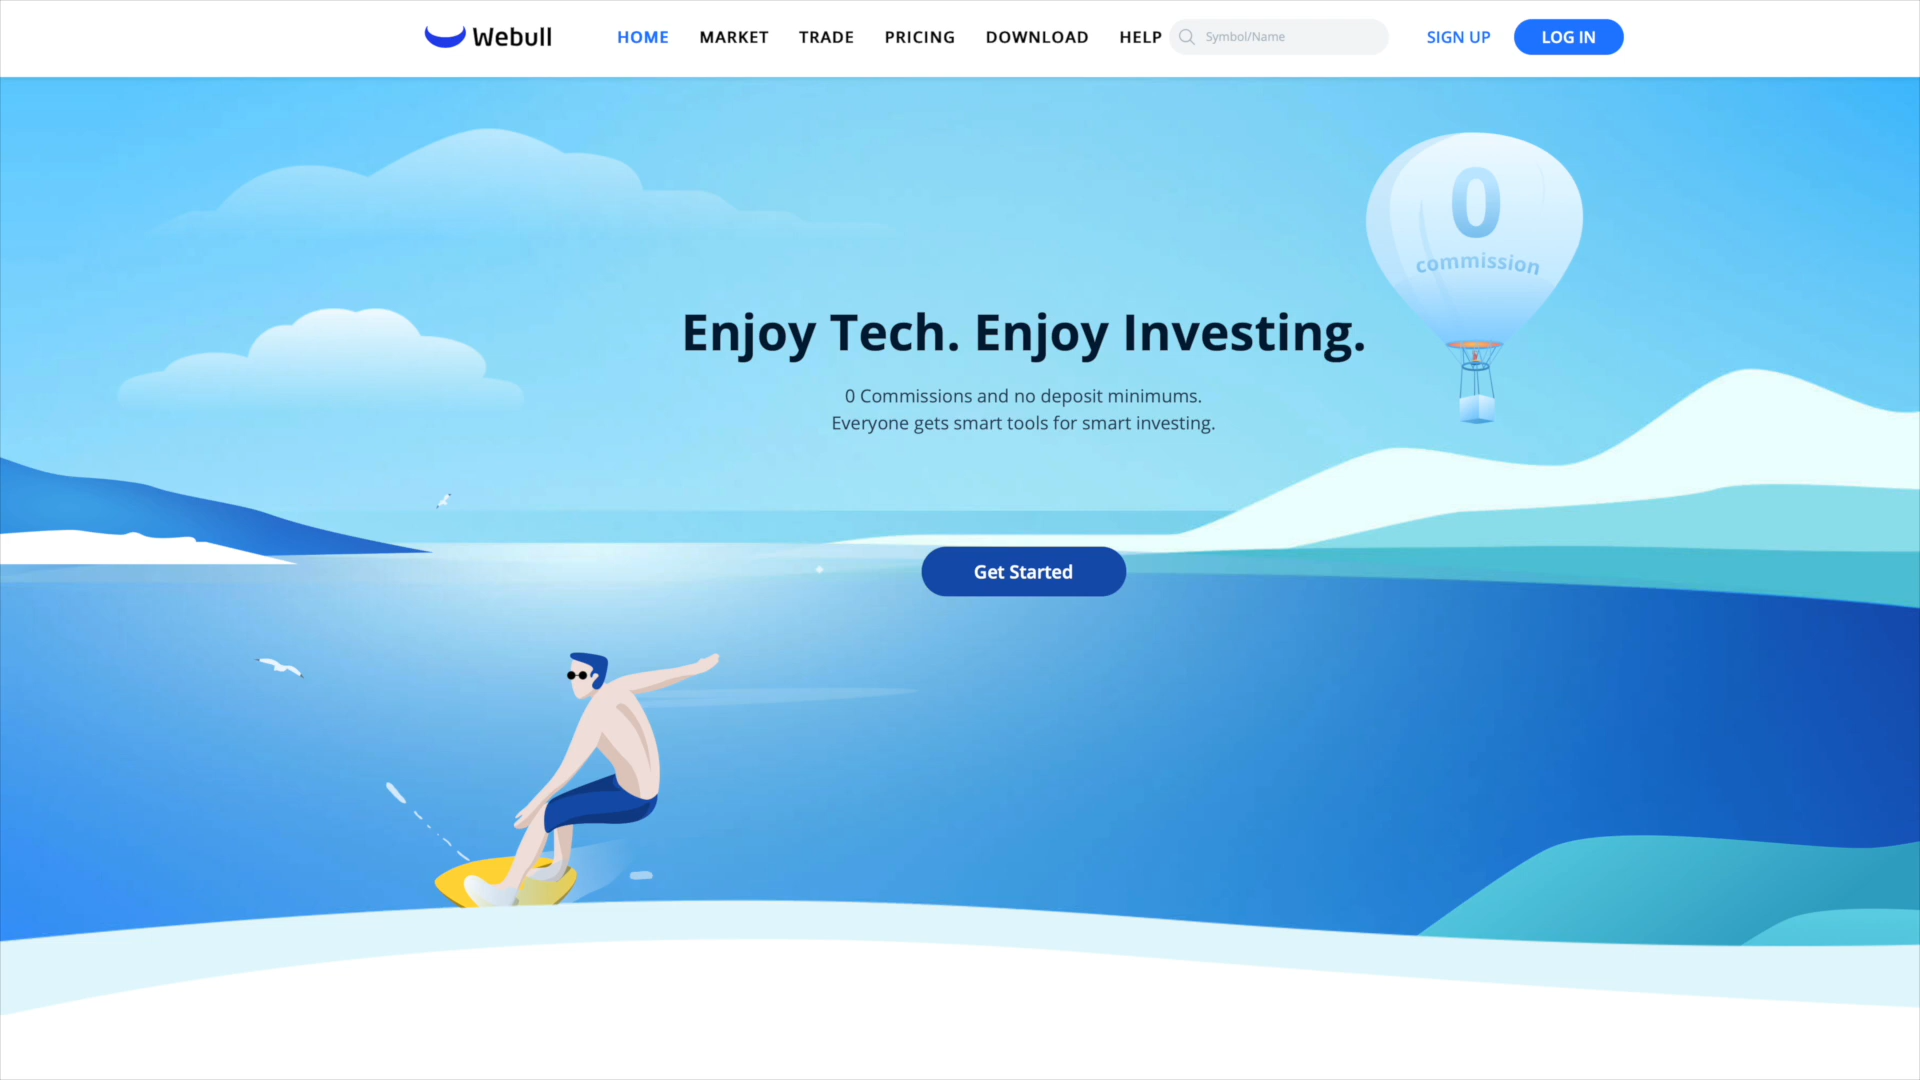 Webull
HOME MARKET TRADE PRICING DOWNLOAD HELP Symbol/Name SIGN UP LOG IN
0
commission
Enjoy Tech. Enjoy Investing.
0 Commissions and no deposit minimums.
Everyone gets smart tools for smart investing.
Get Started